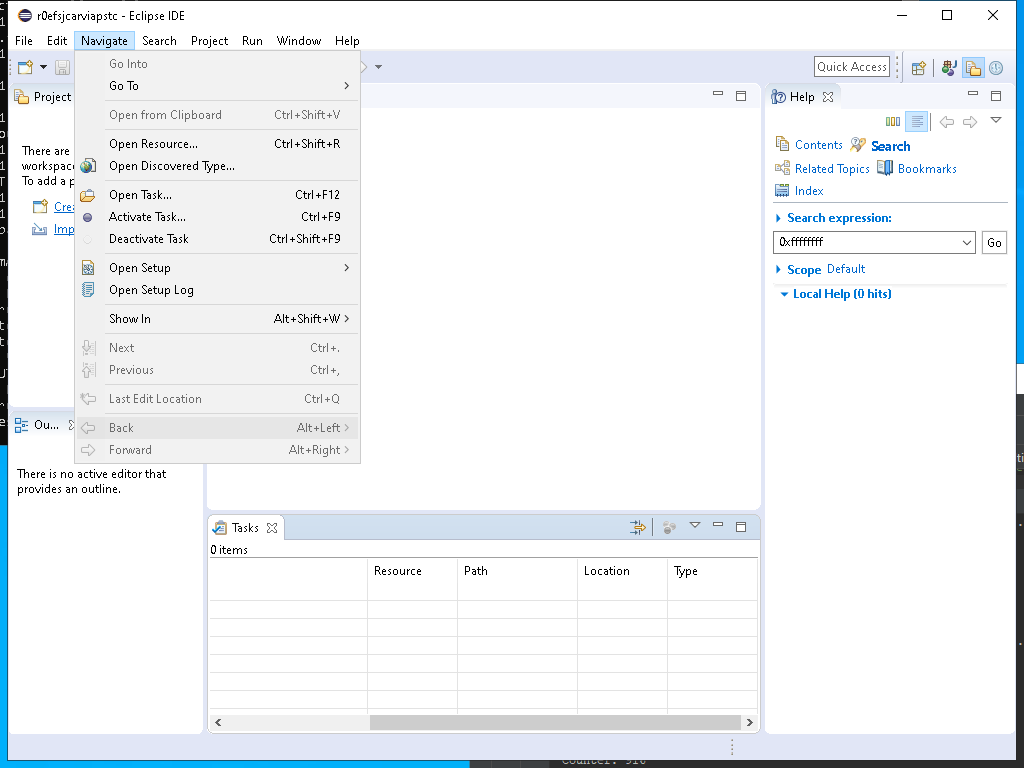 r0efsjcarviapstc - Eclipse IDE
File Edit Navigate Search Project Run Window Help
Quick Access
Go Into
Go To
Open from Clipboard Ctrl+Shift+V
Open Resource... Ctrl+Shift+R
Open Discovered Type...
Open Task... Ctrl+F12
Activate Task... Ctrl+F9
Deactivate Task Ctrl+Shift+F9
Open Setup
Open Setup Log
Show In Alt+Shift+W
Next Ctrl+.
Previous Ctrl+,
Last Edit Location Ctrl+Q
Back Alt+Left
Forward Alt+Right
Project
There are
To add a
Ou...
There is no active editor that
provides an outline.
Tasks
0 items
Resource Path Location Type
Help
Contents Search
Related Topics Bookmarks
Index
Search expression:
0xffffffff Go
Scope Default
Local Help (0 hits)